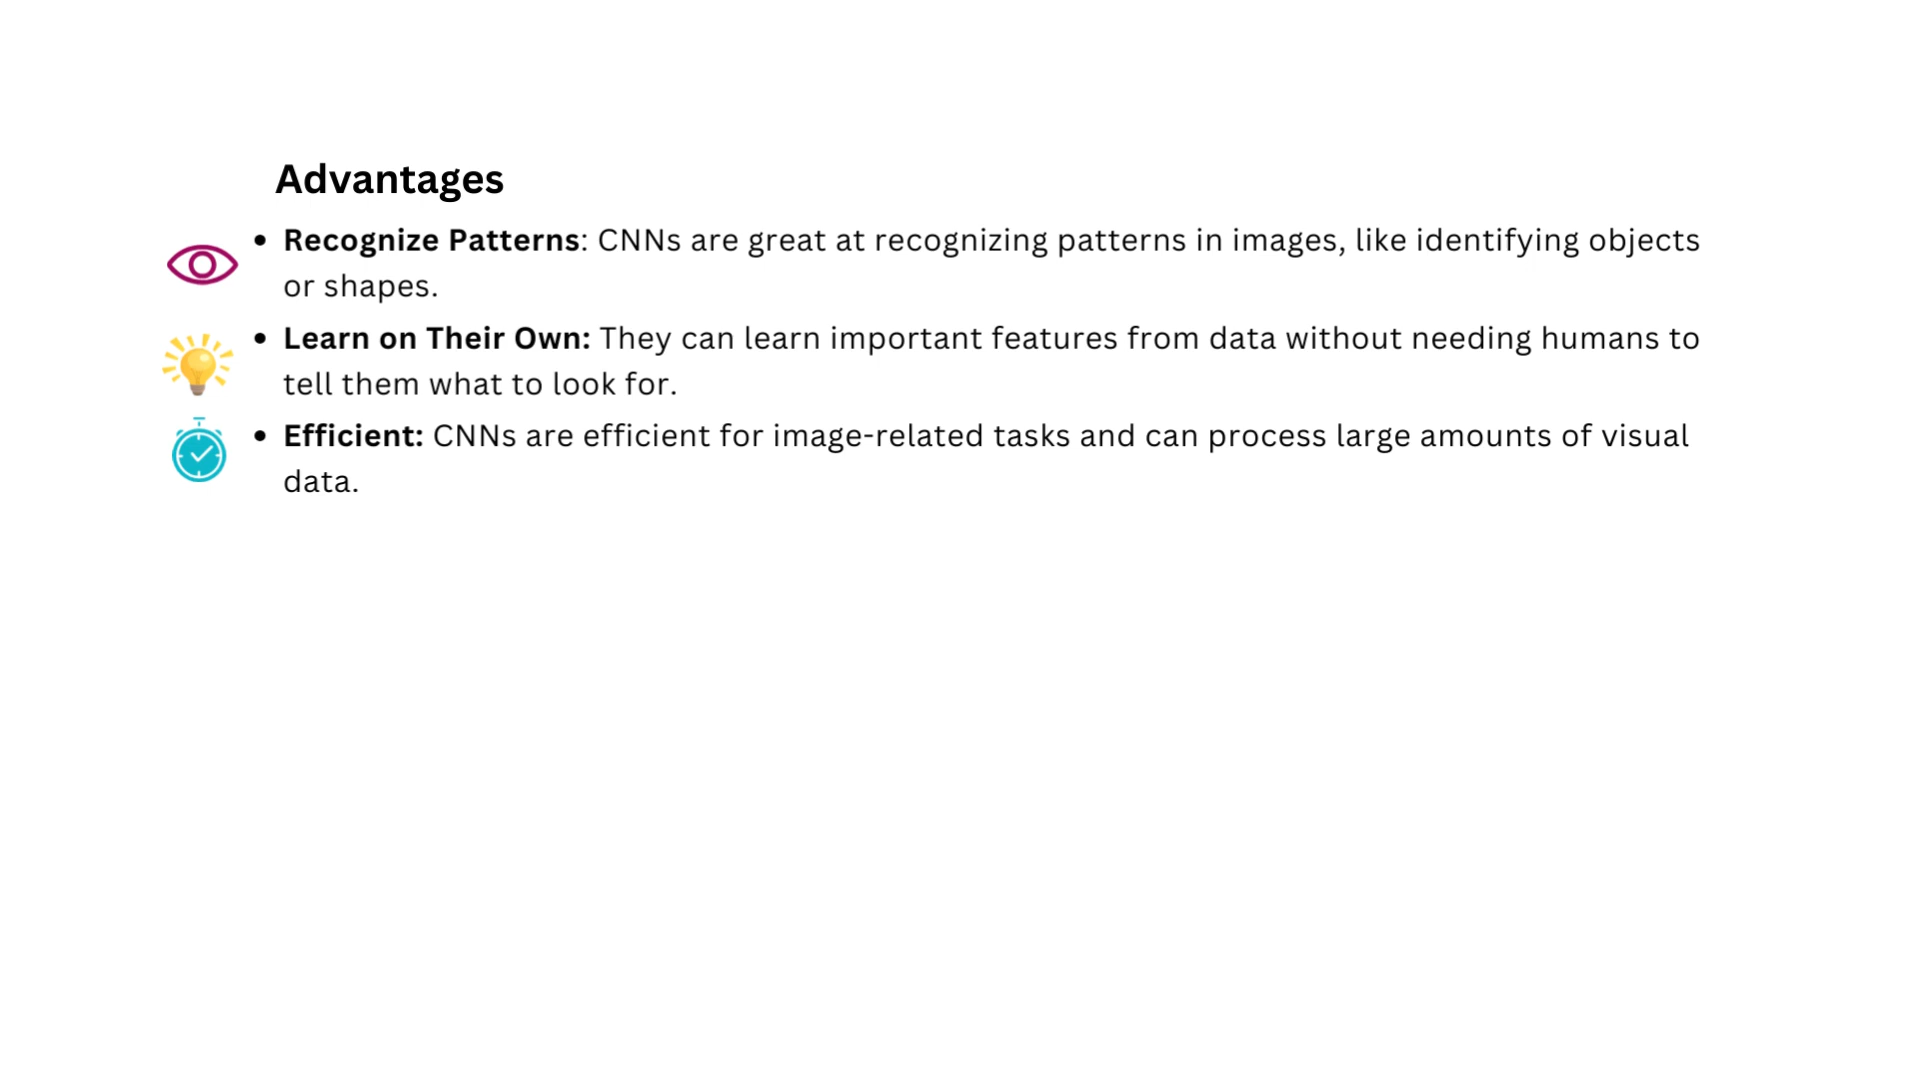 Advantages
• Recognize Patterns: CNNs are great at recognizing patterns in images, like identifying objects
or shapes.
• Learn on Their Own: They can learn important features from data without needing humans to
tell them what to look for.
• Efficient: CNNs are efficient for image-related tasks and can process large amounts of visual
data.